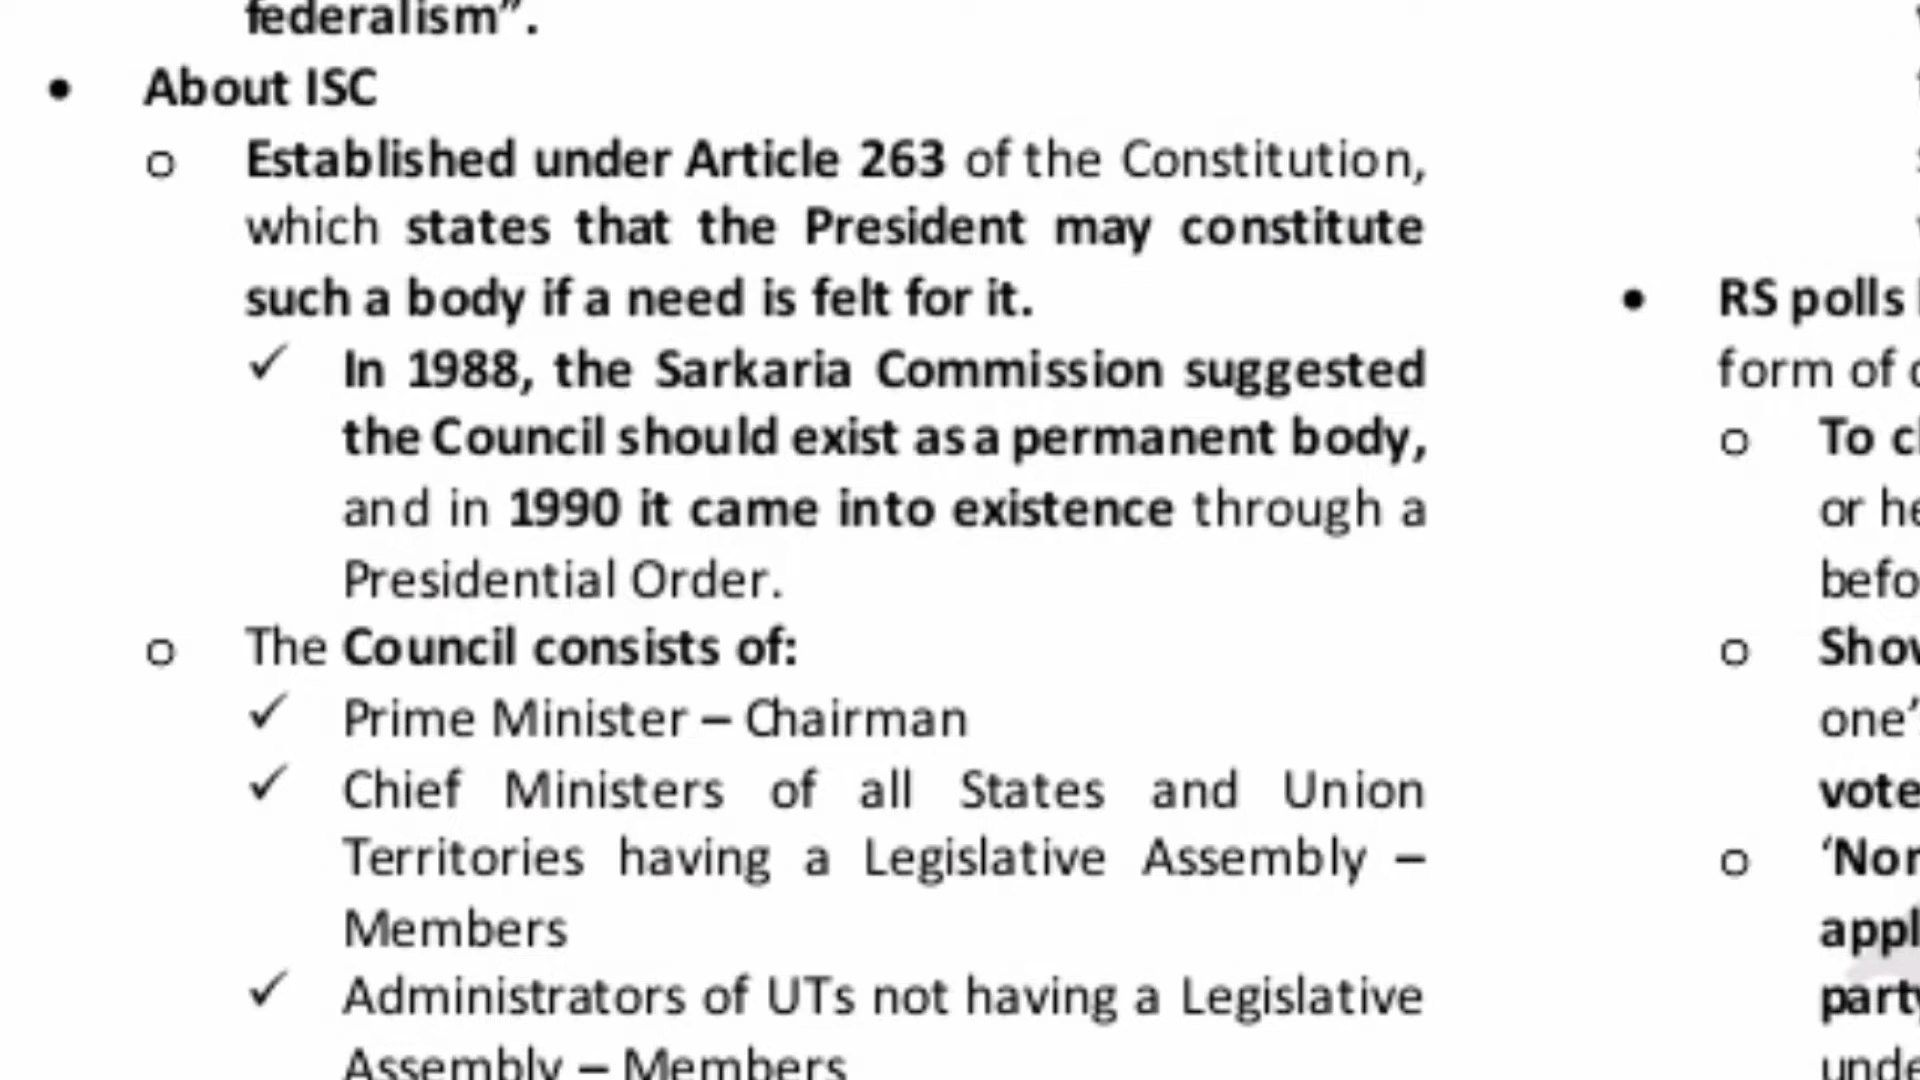 federalism”.
• About ISC
o Established under Article 263 of the Constitution,
which states that the President may constitute
such a body if a need is felt for it.
✓ In 1988, the Sarkaria Commission suggested
the Council should exist as a permanent body,
and in 1990 it came into existence through a
Presidential Order.
o The Council consists of:
✓ Prime Minister – Chairman
✓ Chief Ministers of all States and Union
Territories having a Legislative Assembly –
Members
✓ Administrators of UTs not having a Legislative
Assembly – Members
• RS polls
form of
o To
or
o
one’
o